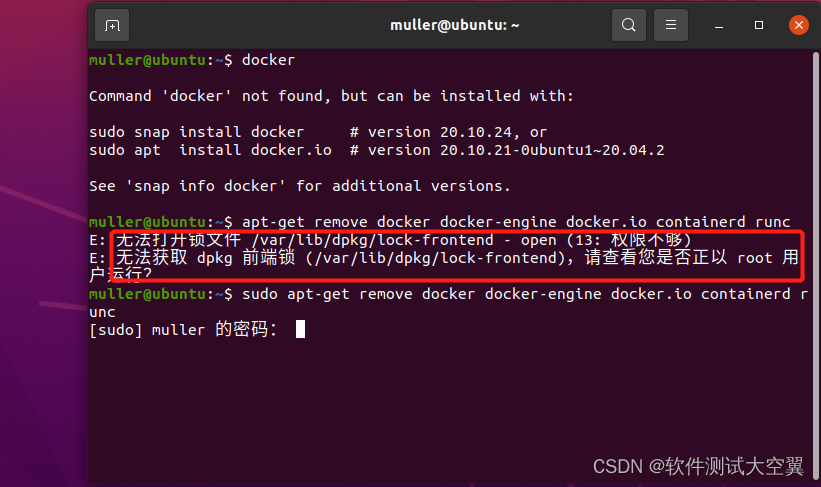 muller@ubuntu: ~
muller@ubuntu:~$ docker
Command 'docker' not found, but can be installed with:
sudo snap install docker     # version 20.10.24, or
sudo apt  install docker.io  # version 20.10.21-0ubuntu1~20.04.2
See 'snap info docker' for additional versions.
muller@ubuntu:~$ apt-get remove docker docker-engine docker.io containerd runc
E: 无法打开锁文件 /var/lib/dpkg/lock-frontend - open (13: 权限不够)
E: 无法获取 dpkg 前端锁 (/var/lib/dpkg/lock-frontend)，请查看您是否正以 root 用
户运行？
muller@ubuntu:~$ sudo apt-get remove docker docker-engine docker.io containerd r
unc
[sudo] muller 的密码：
CSDN @软件测试大空翼